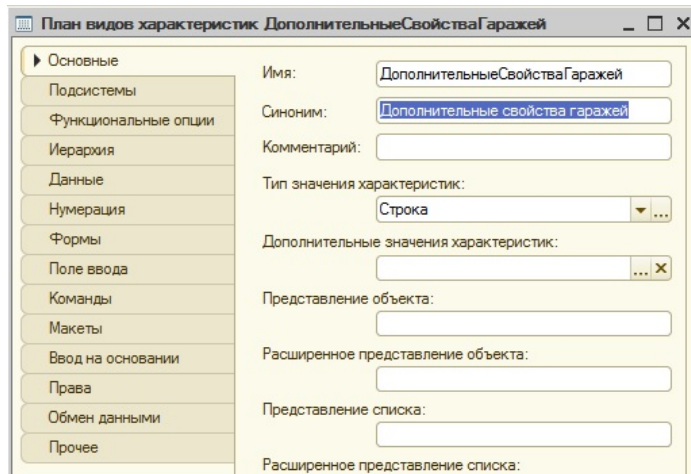 План видов характеристик ДополнительныеСвойстваГаражей
Основные
Подсистемы
Функциональные опции
Иерархия
Данные
Нумерация
Формы
Поле ввода
Команды
Макеты
Ввод на основании
Права
Обмен данными
Прочее
Имя: ДополнительныеСвойстваГаражей
Синоним: Дополнительные свойства гаражей
Комментарий:
Тип значения характеристик:
Строка
Дополнительные значения характеристик:
Представление объекта:
Расширенное представление объекта:
Представление списка:
Расширенное представление списка: